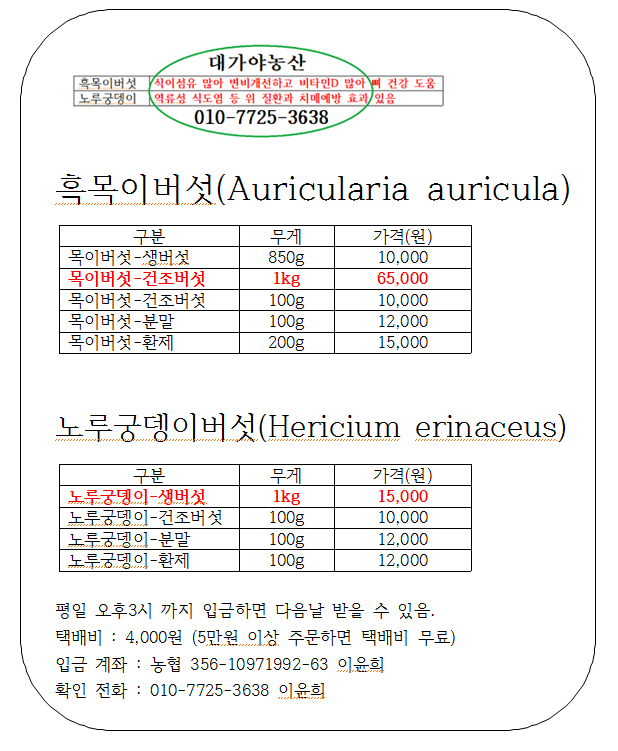 대가야농산
흑목이버섯 식이섬유 많아 변비개선하고 비타민D 많아 뼈 건강 도움
노루궁뎅이 역류성 식도염 등 위 질환과 치매예방 효과 있음
010-7725-3638
흑목이버섯(Auricularia auricula)
구분 무게 가격(원)
목이버섯-생버섯 850g 10,000
목이버섯-건조버섯 1kg 65,000
목이버섯-건조버섯 100g 10,000
목이버섯-분말 100g 12,000
목이버섯-환제 200g 15,000
노루궁뎅이버섯(Hericium erinaceus)
구분 무게 가격(원)
노루궁뎅이-생버섯 1kg 15,000
노루궁뎅이-건조버섯 100g 10,000
노루궁뎅이-분말 100g 12,000
노루궁뎅이-환제 100g 12,000
평일 오후3시 까지 입금하면 다음날 받을 수 있음.
택배비 : 4,000원 (5만원 이상 주문하면 택배비 무료)
입금 계좌 : 농협 356-10971992-63 이윤희
확인 전화 : 010-7725-3638 이윤희